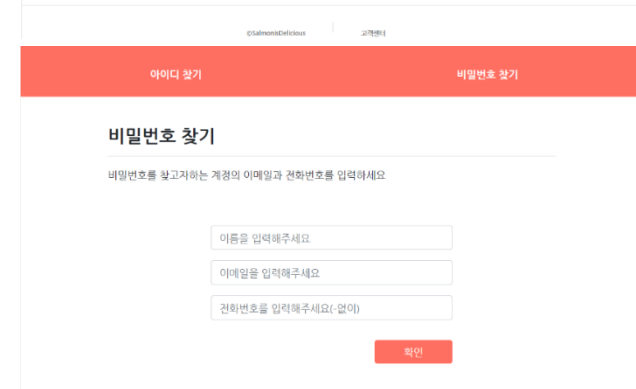 ©SalmonisDelicious 고객센터
아이디 찾기 비밀번호 찾기
비밀번호 찾기
비밀번호를 찾고자하는 계정의 이메일과 전화번호를 입력하세요
이름을 입력해주세요
이메일을 입력해주세요
전화번호를 입력해주세요(-없이)
확인